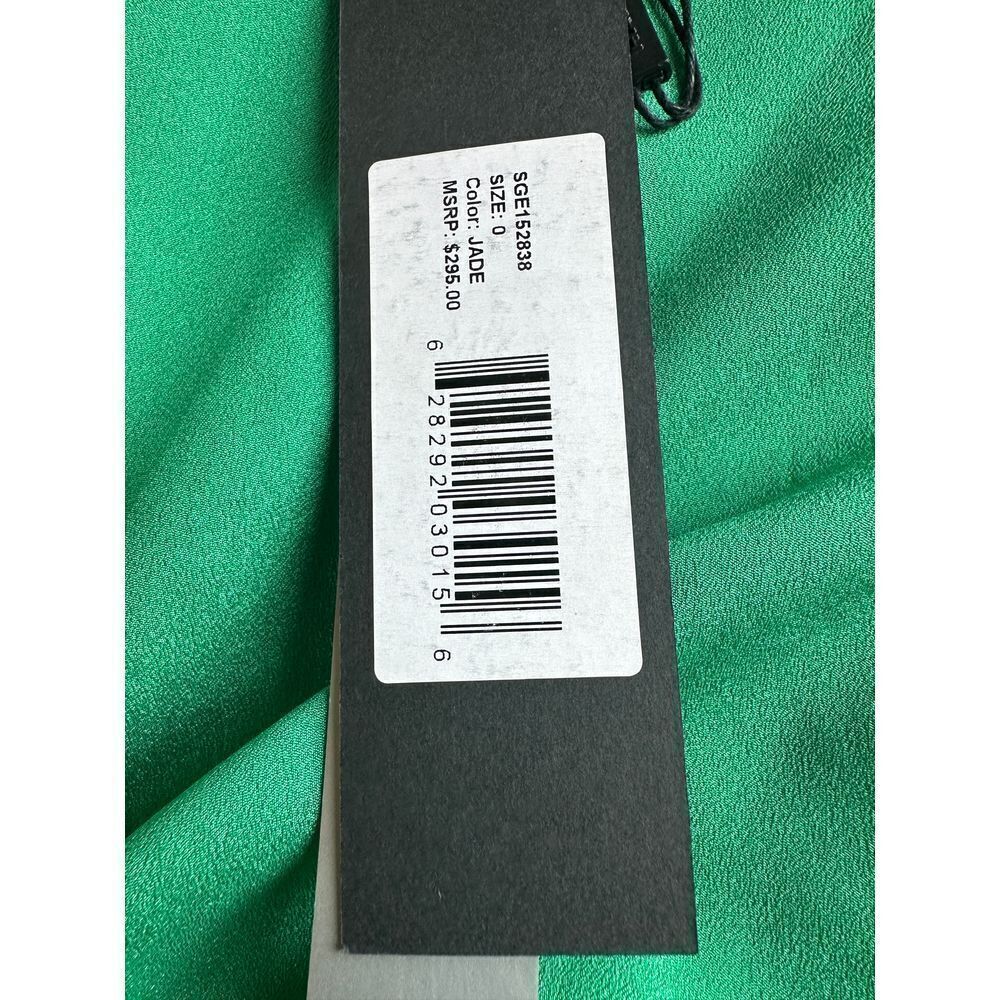 SGE152838
SIZE: 0
Color: JADE
MSRP: $295.00
6 28292 03015 6